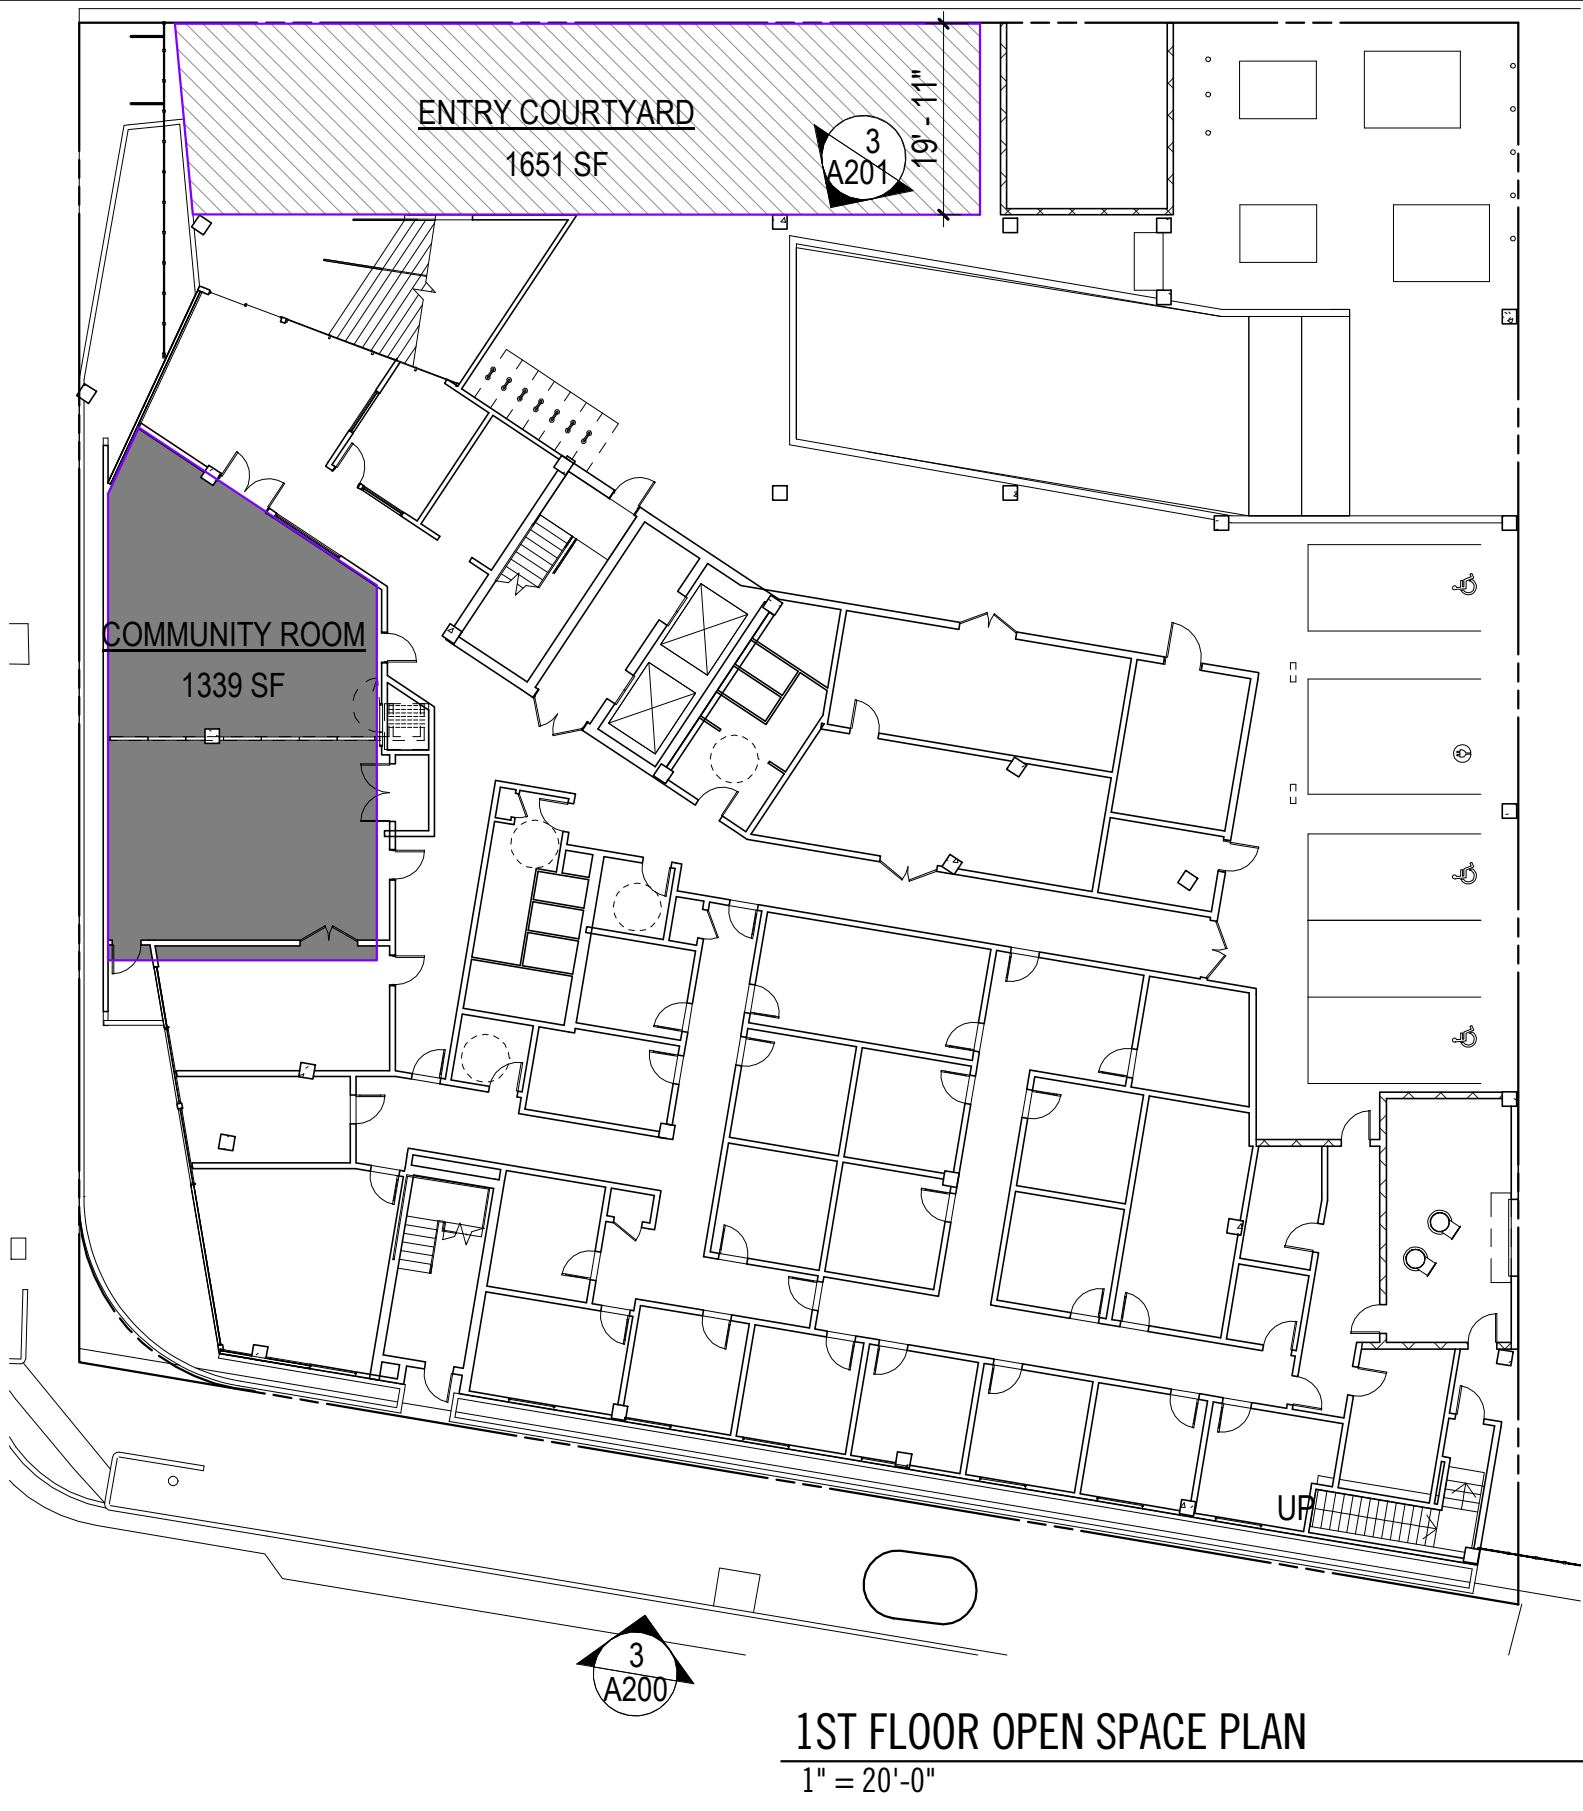 ENTRY COURTYARD
1651 SF
19' - 11"
3
A201
COMMUNITY ROOM
1339 SF
UP
3
A200
1ST FLOOR OPEN SPACE PLAN
1" = 20'-0"